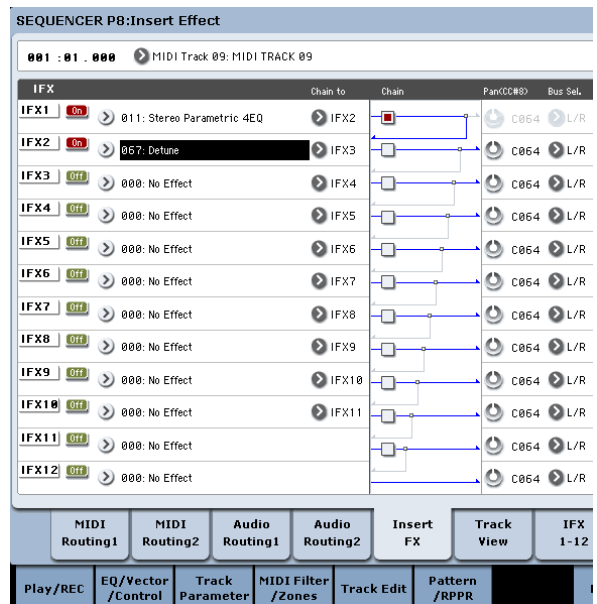 SEQUENCER P8:Insert Effect
001 :01 . 000 MIDI Track 09: MIDI TRACK 09
IFX Chain to Chain Pan(CC#8) Bus Sel.
IFX1 On 011: Stereo Parametric 4EQ IFX2 C064 L/R
IFX2 On 067: Detune IFX3 C064 L/R
IFX3 Off 000: No Effect IFX4 C064 L/R
IFX4 Off 000: No Effect IFX5 C064 L/R
IFX5 Off 000: No Effect IFX6 C064 L/R
IFX6 Off 000: No Effect IFX7 C064 L/R
IFX7 Off 000: No Effect IFX8 C064 L/R
IFX8 Off 000: No Effect IFX9 C064 L/R
IFX9 Off 000: No Effect IFX10 C064 L/R
IFX10 Off 000: No Effect IFX11 C064 L/R
IFX11 Off 000: No Effect C064 L/R
IFX12 Off 000: No Effect C064 L/R
MIDI Routing1 MIDI Routing2 Audio Routing1 Audio Routing2 Insert FX Track View IFX 1-12
Play/REC EQ/Vector /Control Track Parameter MIDI Filter /Zones Track Edit Pattern /RPPR